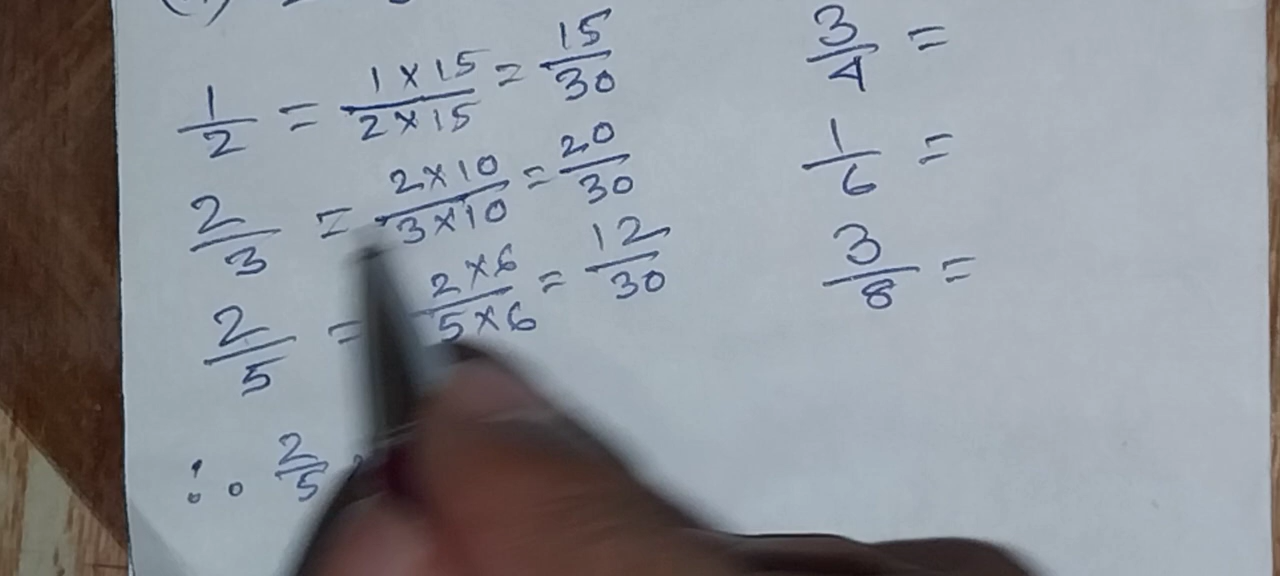 1/2 = 1×15/2×15 = 15/30
2/3 = 2×10/3×10 = 20/30
2/5 = 2×6/5×6 = 12/30
∴ 2/5
3/4 =
1/6 =
3/8 =